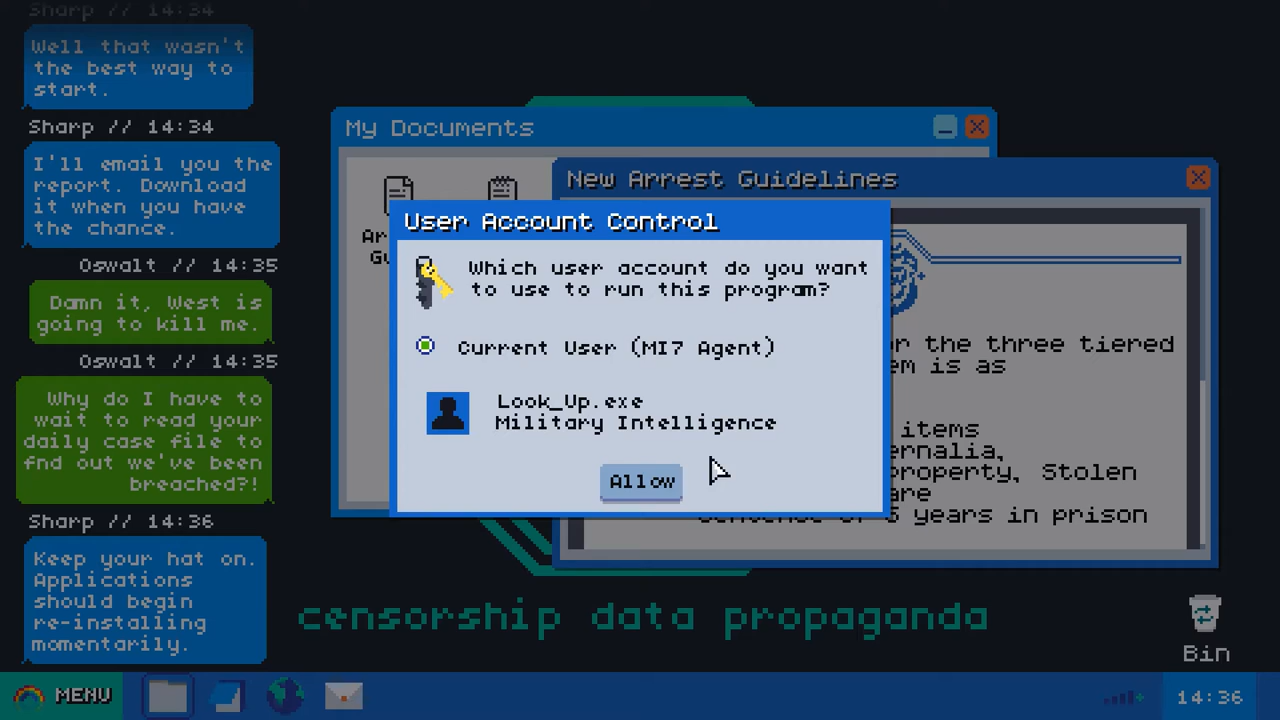 Sharp // 14:34
Well that wasn't
the best way to
start.
Sharp // 14:34
I'll email you the
report. Download
it when you have
the chance.
Oswalt // 14:35
Damn it, West is
going to kill me.
Oswalt // 14:35
Why do I have to
wait to read your
daily case file to
fnd out we've been
breached?!
Sharp // 14:36
Keep your hat on.
Applications
should begin
re-installing
momentarily.
My Documents
New Arrest Guidelines
User Account Control
Which user account do you want
to use to run this program?
Current User (MI7 Agent)
Look_Up.exe
Military Intelligence
Allow
the three tiered
is as
items
property, Stolen
years in prison
censorship data propaganda
Bin
MENU
14:36